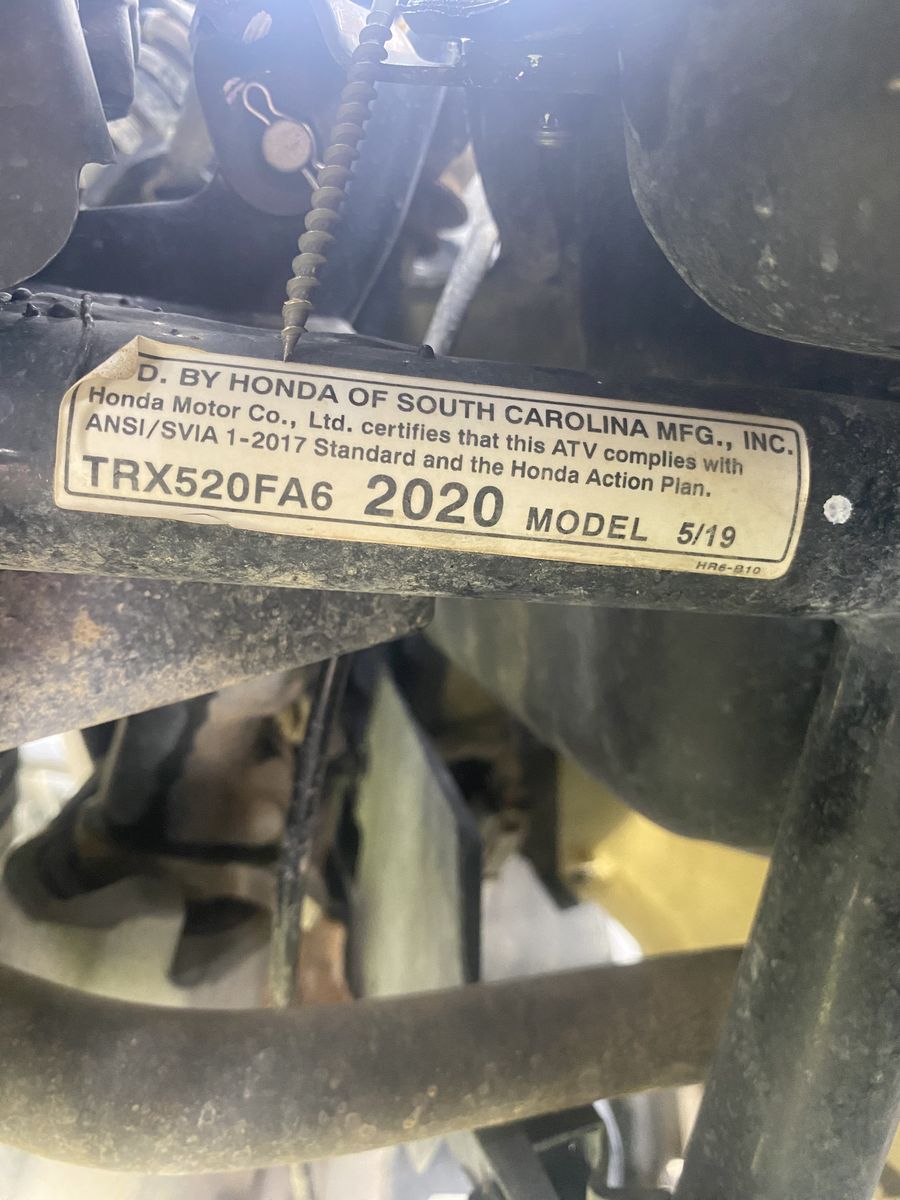 D. BY HONDA OF SOUTH CAROLINA MFG., INC.
Honda Motor Co., Ltd. certifies that this ATV complies with
ANSI/SVIA 1-2017 Standard and the Honda Action Plan.
TRX520FA6 2020 MODEL 5/19
HR6-B10